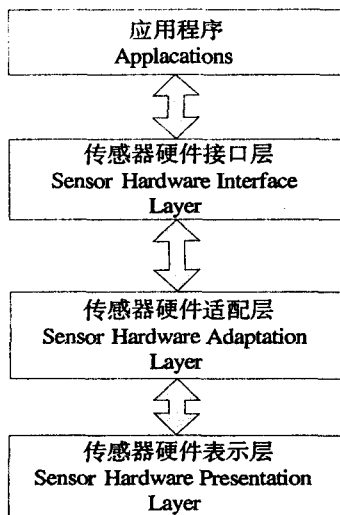 应用程序
Applacations
传感器硬件接口层
Sensor Hardware Interface
Layer
传感器硬件适配层
Sensor Hardware Adaptation
Layer
传感器硬件表示层
Sensor Hardware Presentation
Layer